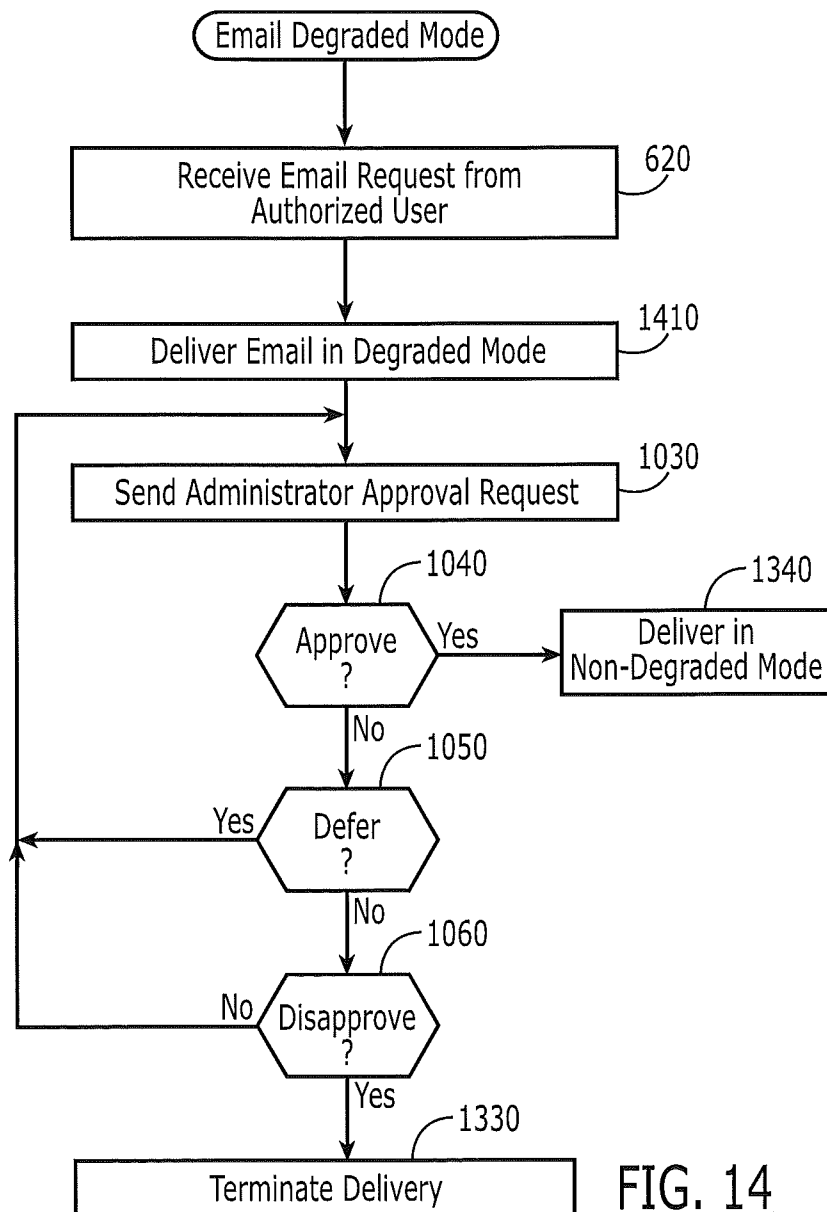 Email Degraded Mode
620
Receive Email Request from
Authorized User
1410
Deliver Email in Degraded Mode
1030
Send Administrator Approval Request
1040
1340
Approve
?
Yes
Deliver in
Non-Degraded Mode
No
1050
Yes
Defer
?
No
1060
No
Disapprove
?
Yes
1330
Terminate Delivery
FIG. 14